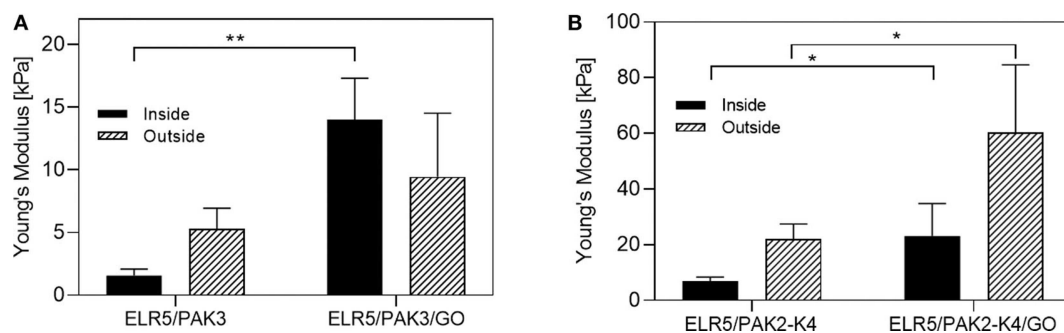 A
Young's Modulus [kPa]
20
15
10
5
0
**
Inside
Outside
ELR5/PAK3
ELR5/PAK3/GO
B
Young's Modulus [kPa]
100
80
60
40
20
0
*
*
Inside
Outside
ELR5/PAK2-K4
ELR5/PAK2-K4/GO